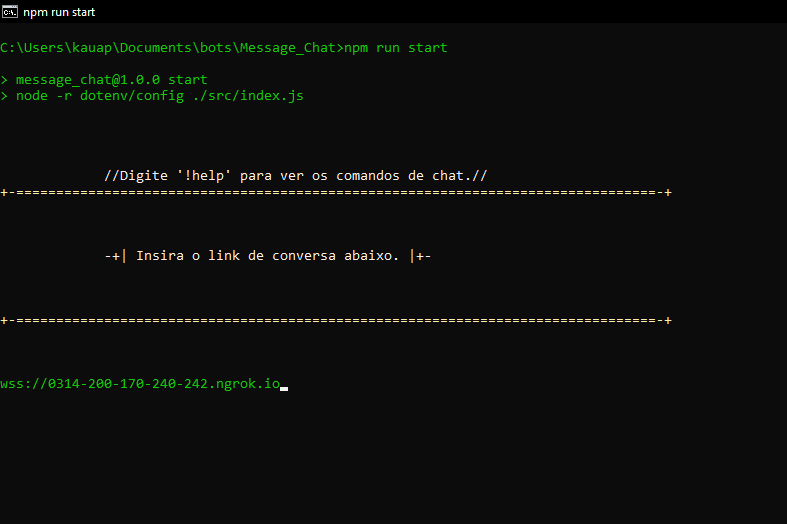 npm run start
C:\Users\kauap\Documents\bots\Message_Chat>npm run start
> message_chat@1.0.0 start
> node -r dotenv/config ./src/index.js
//Digite '!help' para ver os comandos de chat.//
+-================================================================================-+
-+| Insira o link de conversa abaixo. |+-
+-================================================================================-+
wss://0314-200-170-240-242.ngrok.io